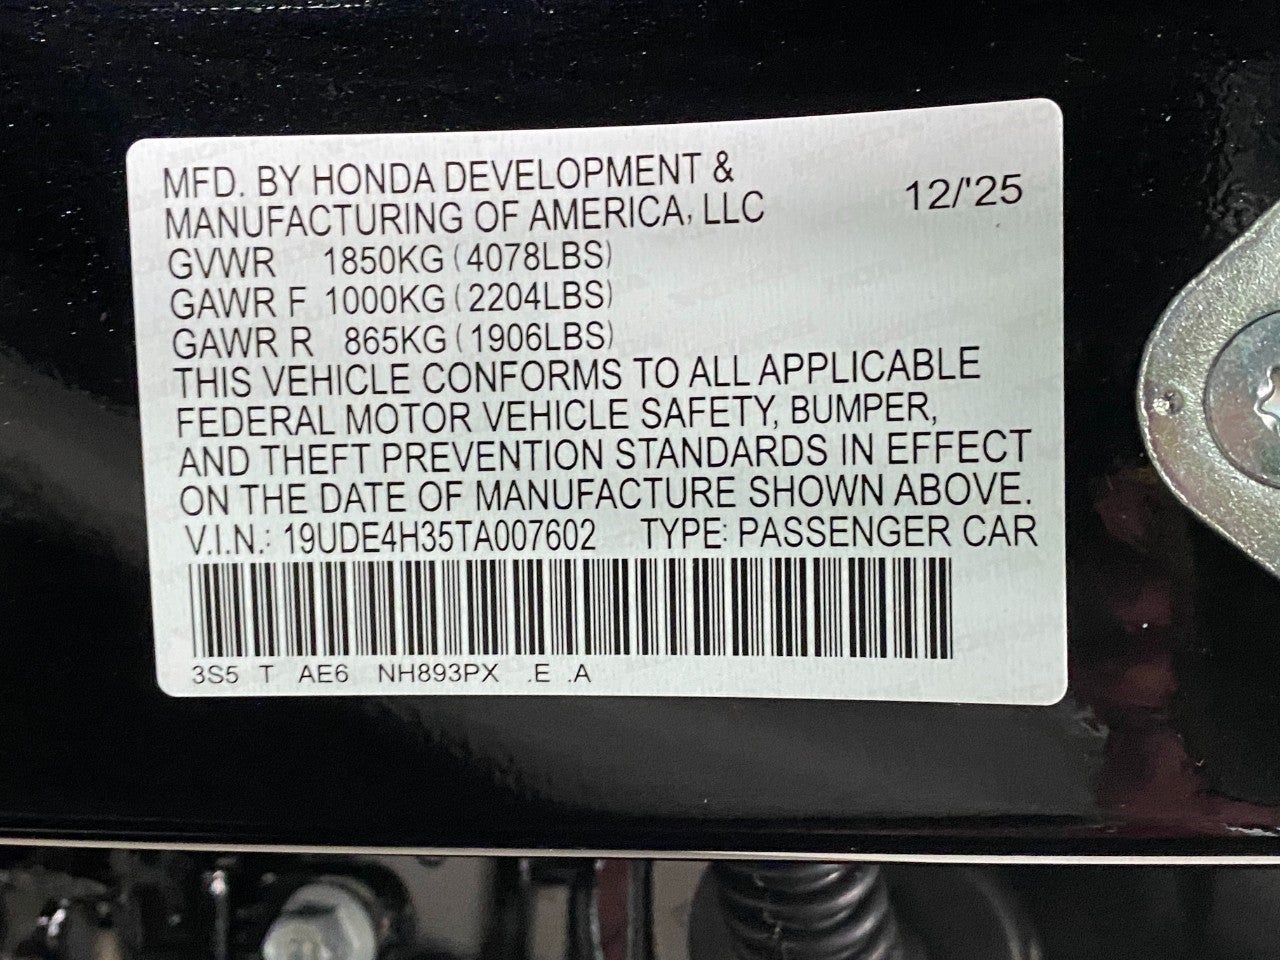 MFD. BY HONDA DEVELOPMENT &
MANUFACTURING OF AMERICA, LLC 12/'25
GVWR 1850KG (4078LBS)
GAWR F 1000KG (2204LBS)
GAWR R 865KG (1906LBS)
THIS VEHICLE CONFORMS TO ALL APPLICABLE
FEDERAL MOTOR VEHICLE SAFETY, BUMPER,
AND THEFT PREVENTION STANDARDS IN EFFECT
ON THE DATE OF MANUFACTURE SHOWN ABOVE.
V.I.N.: 19UDE4H35TA007602 TYPE: PASSENGER CAR
3S5 T AE6 NH893PX .E .A